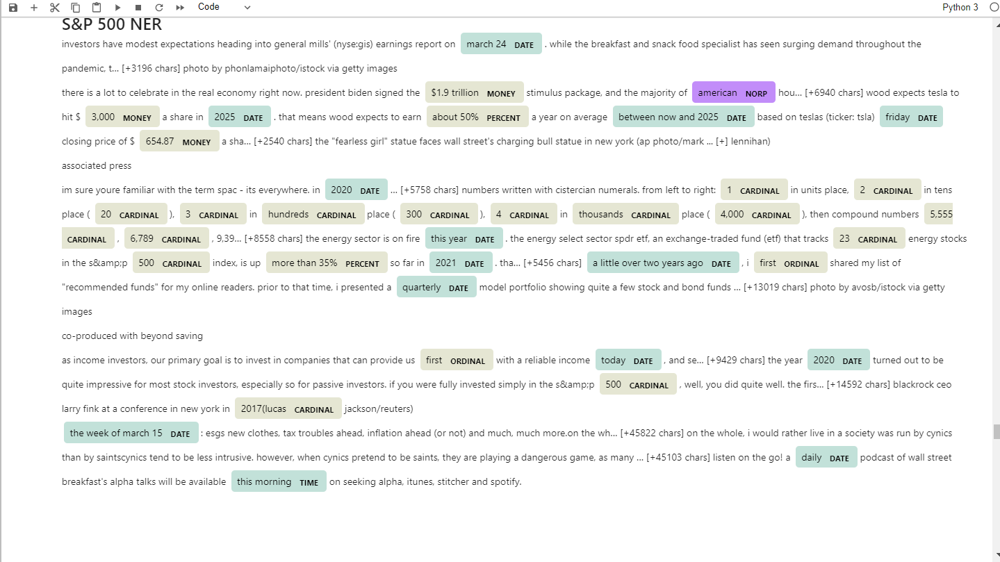 Code
Python 3
S&P 500 NER
investors have modest expectations heading into general mills' (nyse:gis) earnings report on march 24 DATE . while the breakfast and snack food specialist has seen surging demand throughout the
pandemic, t... [+3196 chars] photo by phonlamaiphoto/istock via getty images
there is a lot to celebrate in the real economy right now. president biden signed the $1.9 trillion MONEY stimulus package, and the majority of american NORP hou... [+6940 chars] wood expects tesla to
hit $ 3,000 MONEY a share in 2025 DATE . that means wood expects to earn about 50% PERCENT a year on average between now and 2025 DATE based on teslas (ticker: tsla) friday DATE
closing price of $ 654.87 MONEY a sha... [+2540 chars] the "fearless girl" statue faces wall street's charging bull statue in new york (ap photo/mark ... [+] lennihan)
associated press
im sure youre familiar with the term spac - its everywhere. in 2020 DATE ... [+5758 chars] numbers written with cistercian numerals. from left to right: 1 CARDINAL in units place, 2 CARDINAL in tens
place ( 20 CARDINAL ), 3 CARDINAL in hundreds CARDINAL place ( 300 CARDINAL ), 4 CARDINAL in thousands CARDINAL place ( 4,000 CARDINAL ), then compound numbers 5,555
CARDINAL , 6,789 CARDINAL , 9,39... [+8558 chars] the energy sector is on fire this year DATE . the energy select sector spdr etf, an exchange-traded fund (etf) that tracks 23 CARDINAL energy stocks
in the s&amp;p 500 CARDINAL index, is up more than 35% PERCENT so far in 2021 DATE . tha... [+5456 chars] a little over two years ago DATE , i first ORDINAL shared my list of
"recommended funds" for my online readers. prior to that time, i presented a quarterly DATE model portfolio showing quite a few stock and bond funds ... [+13019 chars] photo by avosb/istock via getty
images
co-produced with beyond saving
as income investors, our primary goal is to invest in companies that can provide us first ORDINAL with a reliable income today DATE , and se... [+9429 chars] the year 2020 DATE turned out to be
quite impressive for most stock investors, especially so for passive investors. if you were fully invested simply in the s&amp;p 500 CARDINAL , well, you did quite well. the firs... [+14592 chars] blackrock ceo
larry fink at a conference in new york in 2017(lucas CARDINAL jackson/reuters)
the week of march 15 DATE : esgs new clothes, tax troubles ahead, inflation ahead (or not) and much, much more.on the wh... [+45822 chars] on the whole, i would rather live in a society was run by cynics
than by saintscynics tend to be less intrusive. however, when cynics pretend to be saints, they are playing a dangerous game, as many ... [+45103 chars] listen on the go! a daily DATE podcast of wall street
breakfast's alpha talks will be available this morning TIME on seeking alpha, itunes, stitcher and spotify.